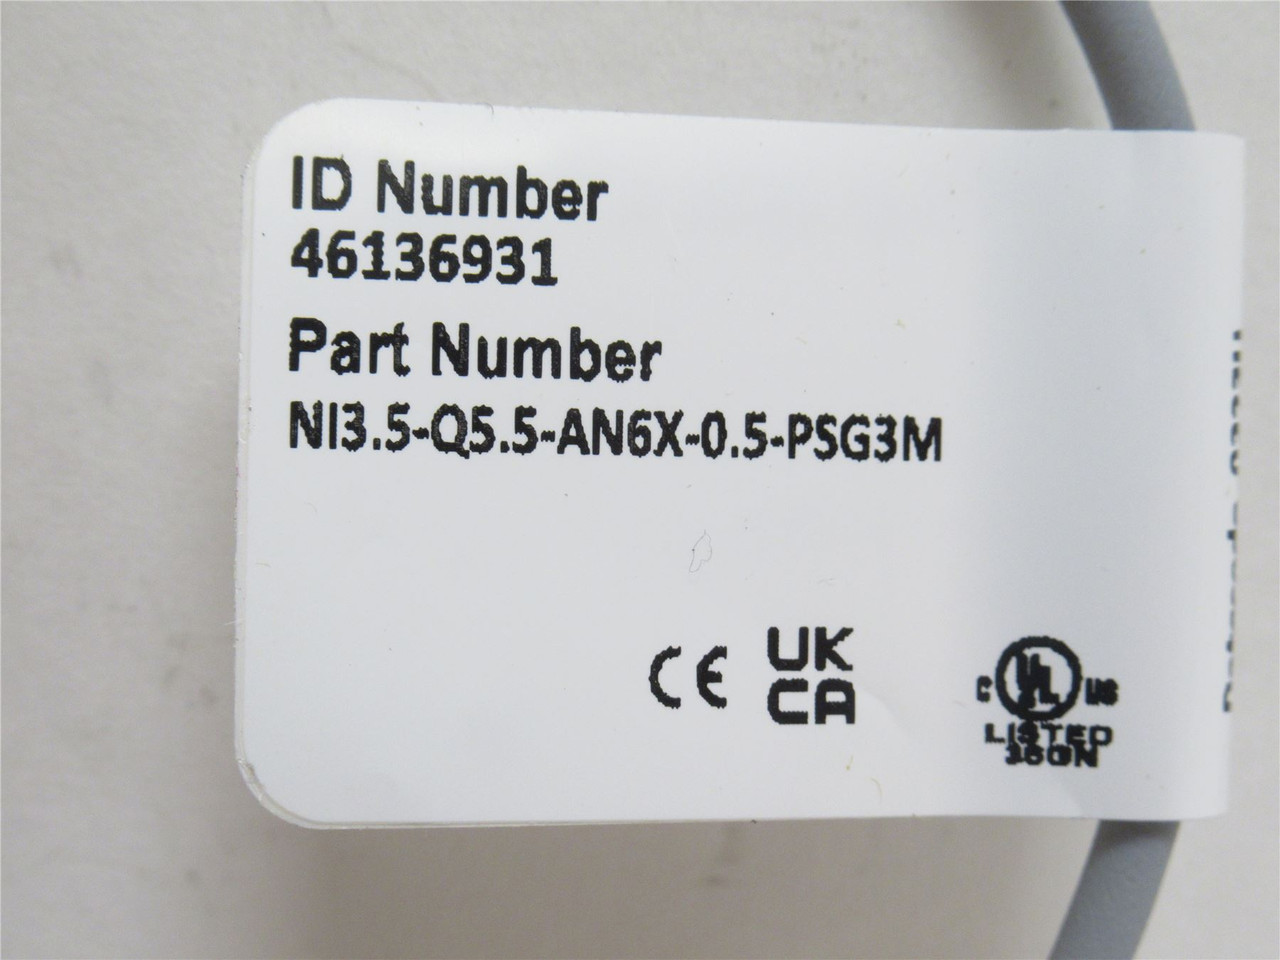 ID Number
46136931
Part Number
NI3.5-Q5.5-AN6X-0.5-PSG3M
CE
UK
CA
C UL US
LISTED